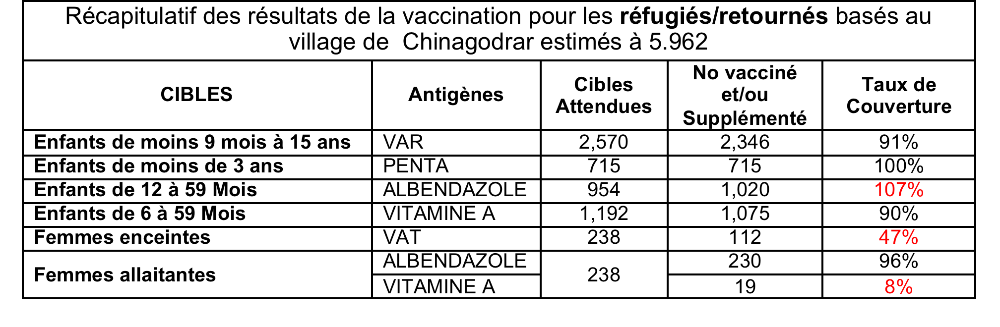 Récapitulatif des résultats de la vaccination pour les réfugiés/retournés basés au
village de  Chinagodrar estimés à 5.962
CIBLES
Antigènes
Cibles
Attendues
No vacciné
et/ou
Supplémenté
Taux de
Couverture
Enfants de moins 9 mois à 15 ans VAR 2,570 2,346 91%
Enfants de moins de 3 ans PENTA 715 715 100%
Enfants de 12 à 59 Mois ALBENDAZOLE 954 1,020 107%
Enfants de 6 à 59 Mois VITAMINE A 1,192 1,075 90%
Femmes enceintes VAT 238 112 47%
Femmes allaitantes ALBENDAZOLE 238 230 96%
VITAMINE A 19 8%